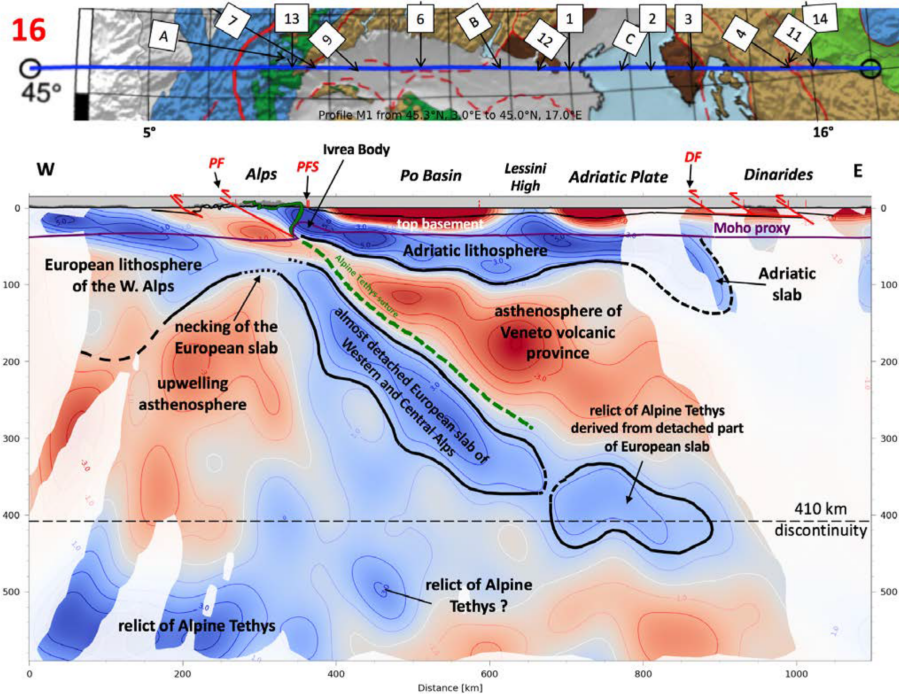 16
A
7
13
9
6
B
12
1
C
2
3
4
11
14
45°
Profile M1 from 45.3°N, 3.0°E to 45.0°N, 17.0°E
5°
16°
W
PF
Alps
PFS
Ivrea Body
Po Basin
Lessini
High
Adriatic Plate
DF
Dinarides
E
top basement
Moho proxy
Adriatic lithosphere
European lithosphere
of the W. Alps
Adriatic
slab
Alpine Tethys suture
necking of the
European slab
upwelling
asthenosphere
almost detached European slab of
Western and Central
Alps
asthenosphere of
Veneto volcanic
province
relict of Alpine Tethys
derived from detached part
of European slab
410 km
discontinuity
relict of Alpine
Tethys ?
relict of Alpine Tethys
0
100
200
300
400
500
0
200
400
600
800
1000
Distance [km]